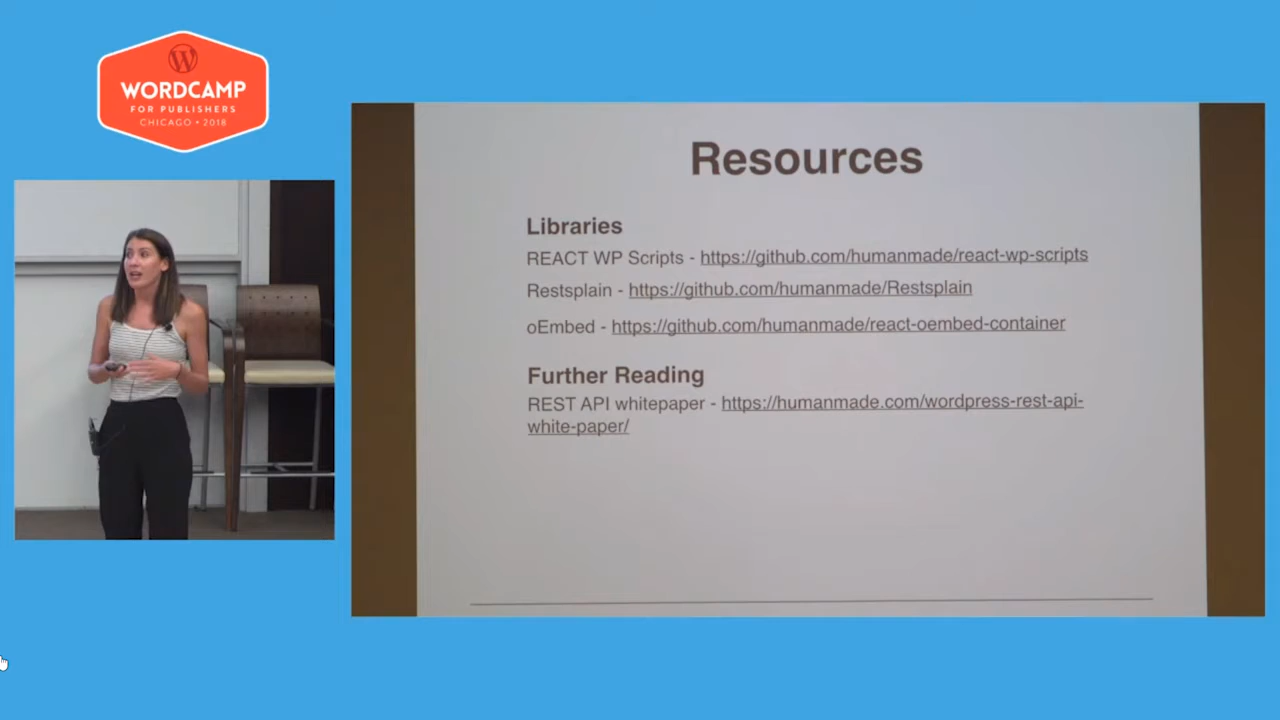 WORDCAMP
FOR PUBLISHERS
CHICAGO • 2018
Resources
Libraries
REACT WP Scripts - https://github.com/humanmade/react-wp-scripts
Restsplain - https://github.com/humanmade/Restsplain
oEmbed - https://github.com/humanmade/react-oembed-container
Further Reading
REST API whitepaper - https://humanmade.com/wordpress-rest-api-
white-paper/